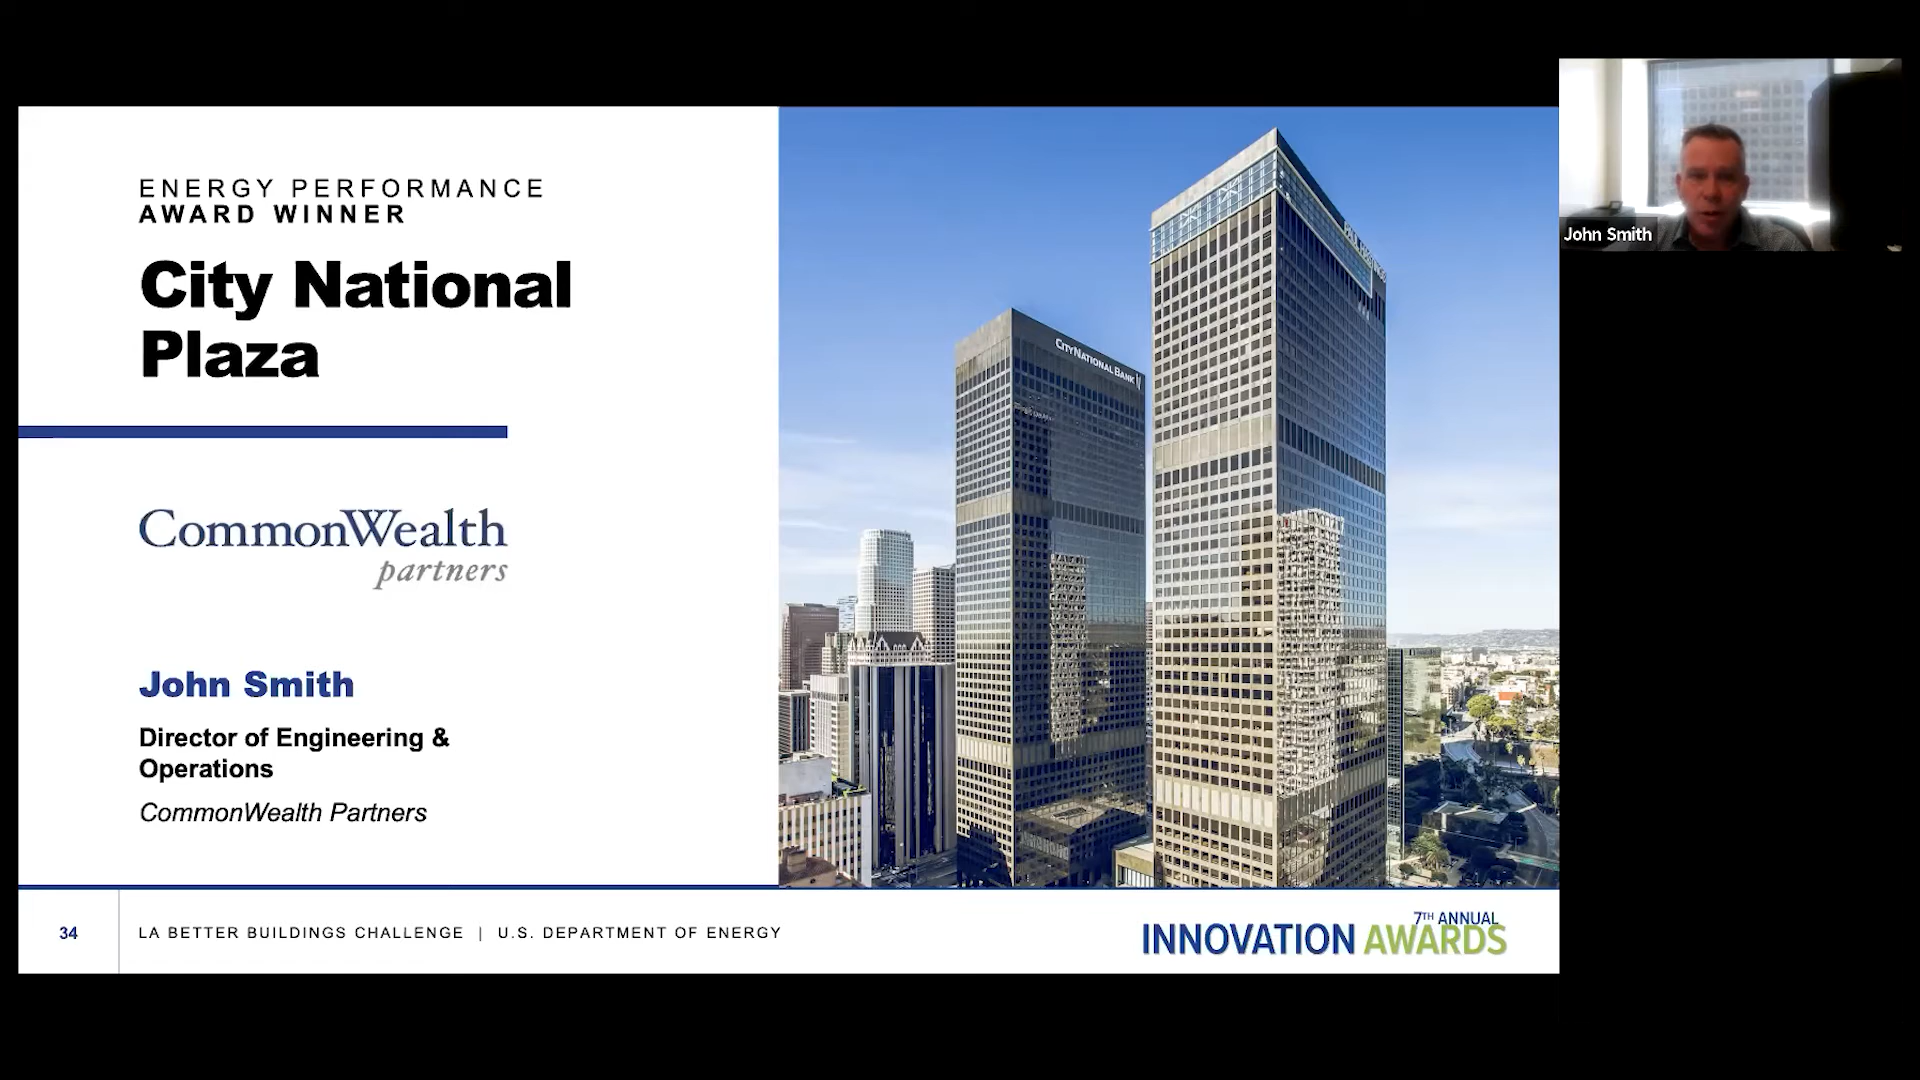 ENERGY PERFORMANCE
AWARD WINNER
City National
Plaza
CommonWealth
partners
John Smith
Director of Engineering &
Operations
CommonWealth Partners
CITY NATIONAL BANK
34
LA BETTER BUILDINGS CHALLENGE | U.S. DEPARTMENT OF ENERGY
7TH ANNUAL
INNOVATION AWARDS
John Smith